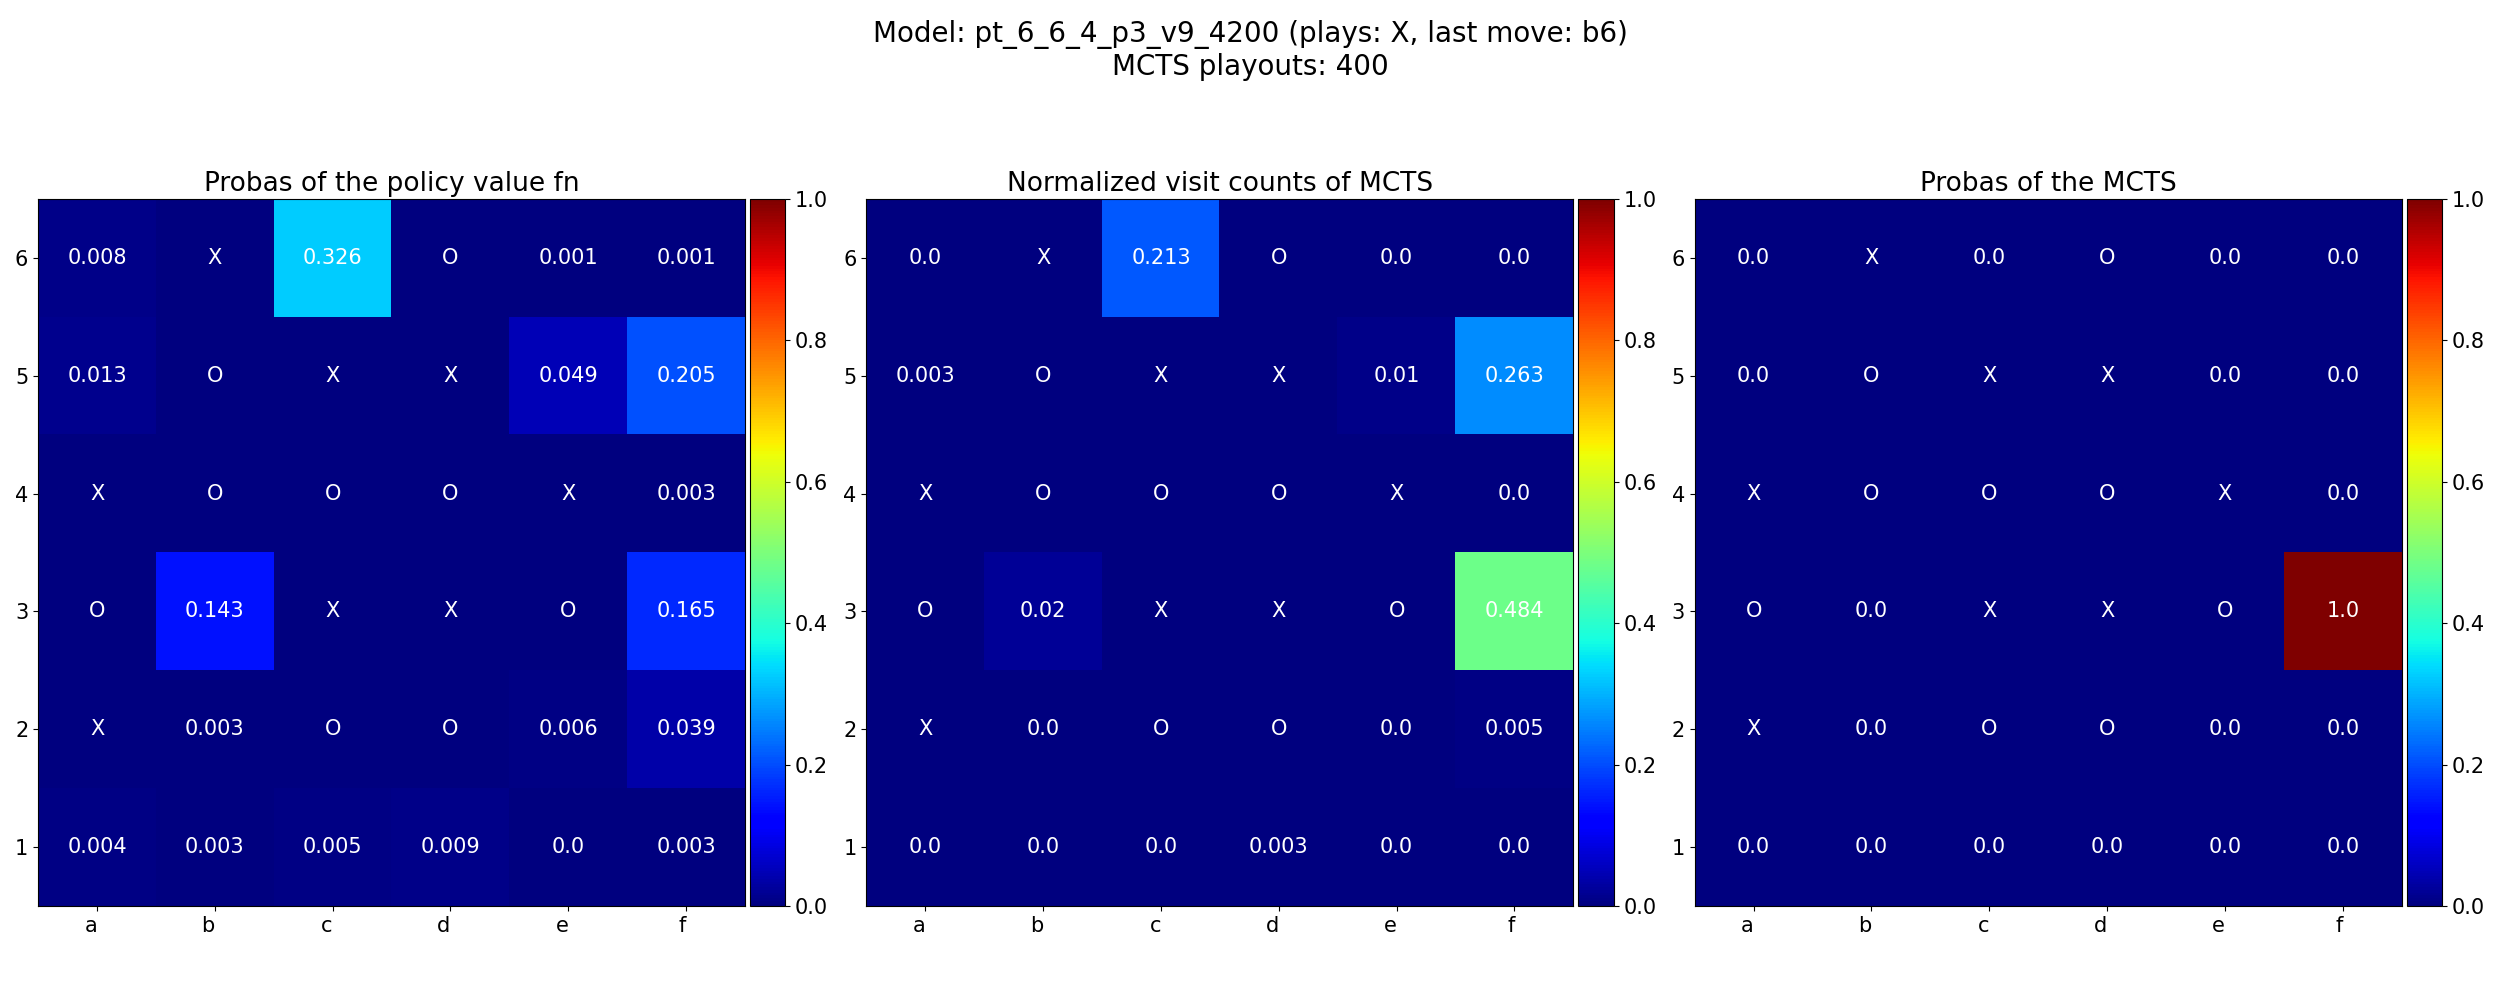 Model: pt_6_6_4_p3_v9_4200 (plays: X, last move: b6)
MCTS playouts: 400
Probas of the policy value fn
6 0.008 X 0.326 O 0.001 0.001
5 0.013 O X X 0.049 0.205
4 X O O O X 0.003
3 O 0.143 X X O 0.165
2 X 0.003 O O 0.006 0.039
1 0.004 0.003 0.005 0.009 0.0 0.003
a b c d e f
1.0
0.8
0.6
0.4
0.2
0.0
Normalized visit counts of MCTS
6 0.0 X 0.213 O 0.0 0.0
5 0.003 O X X 0.01 0.263
4 X O O O X 0.0
3 O 0.02 X X O 0.484
2 X 0.0 O O 0.0 0.005
1 0.0 0.0 0.0 0.003 0.0 0.0
a b c d e f
1.0
0.8
0.6
0.4
0.2
0.0
Probas of the MCTS
6 0.0 X 0.0 O 0.0 0.0
5 0.0 O X X 0.0 0.0
4 X O O O X 0.0
3 O 0.0 X X O 1.0
2 X 0.0 O O 0.0 0.0
1 0.0 0.0 0.0 0.0 0.0 0.0
a b c d e f
1.0
0.8
0.6
0.4
0.2
0.0